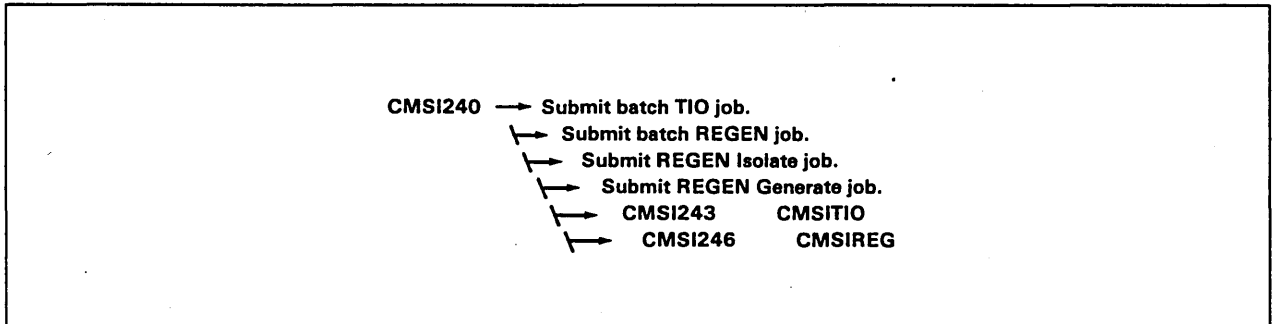 CMSI240 → Submit batch TIO job.
→ Submit batch REGEN job.
→ Submit REGEN Isolate job.
→ Submit REGEN Generate job.
→ CMSI243 CMSITIO
→ CMSI246 CMSIREG